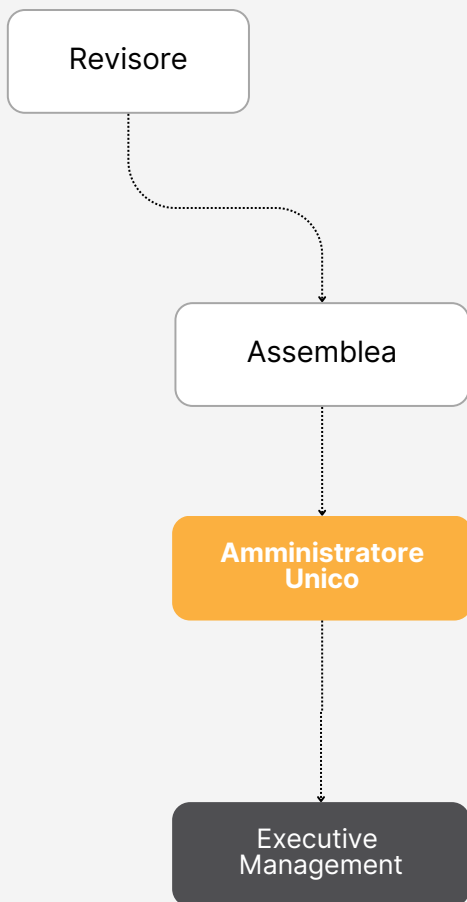 Revisore
Assemblea
Amministratore
Unico
Executive
Management